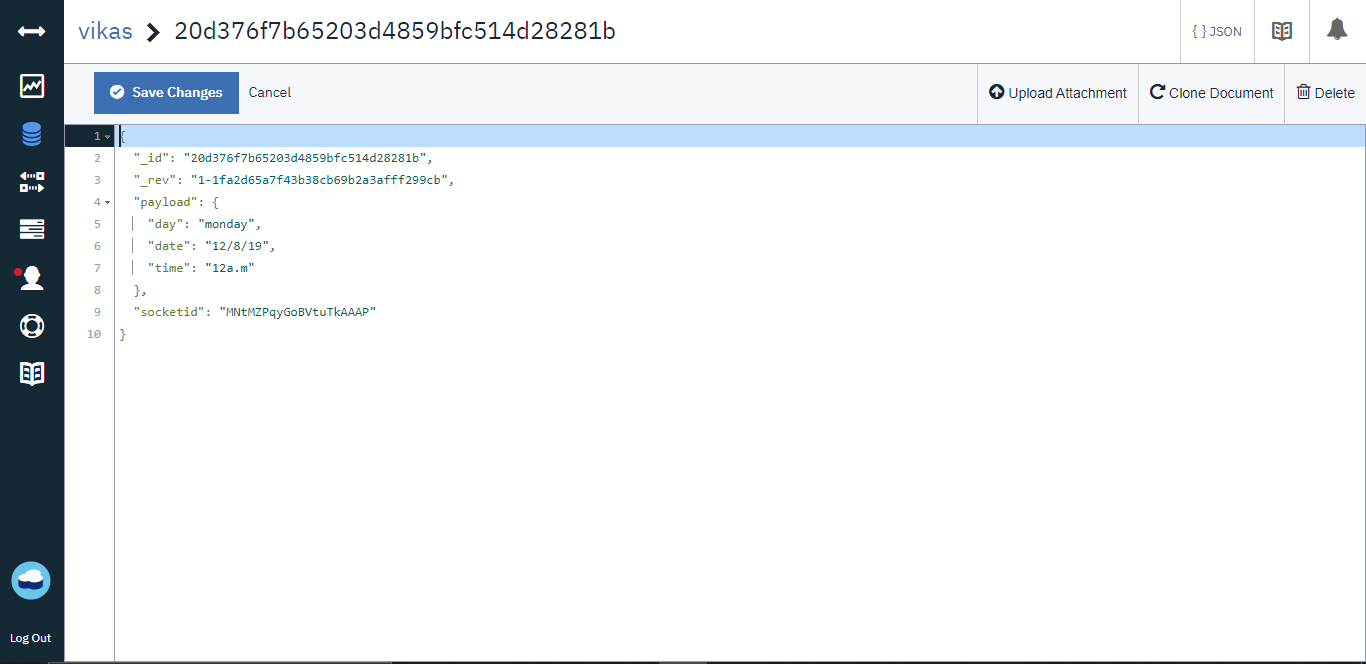 vikas > 20d376f7b65203d4859bfc514d28281b
{ } JSON
Save Changes Cancel
Upload Attachment Clone Document Delete
1 {
2 "_id": "20d376f7b65203d4859bfc514d28281b",
3 "_rev": "1-1fa2d65a7f43b38cb69b2a3afff299cb",
4 "payload": {
5 "day": "monday",
6 "date": "12/8/19",
7 "time": "12a.m"
8 },
9 "socketid": "MNtMZPqyGoBVtuTkAAAP"
10 }
Log Out